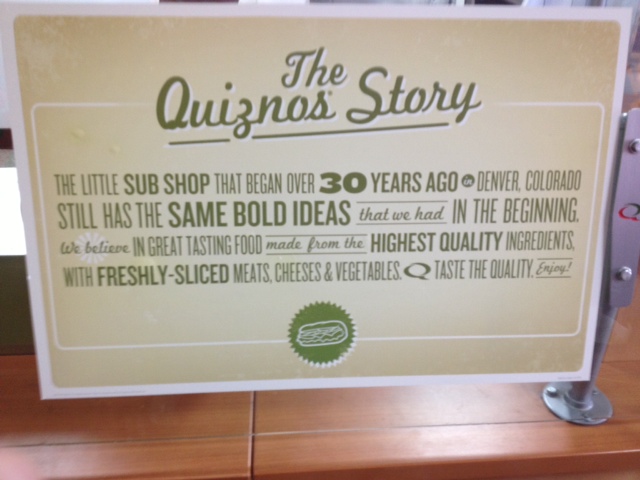 The
Quiznos Story
THE LITTLE SUB SHOP THAT BEGAN OVER 30 YEARS AGO in DENVER, COLORADO
STILL HAS THE SAME BOLD IDEAS that we had IN THE BEGINNING.
We believe IN GREAT TASTING FOOD made from the HIGHEST QUALITY INGREDIENTS,
WITH FRESHLY-SLICED MEATS, CHEESES & VEGETABLES. Q TASTE THE QUALITY. Enjoy!
Q